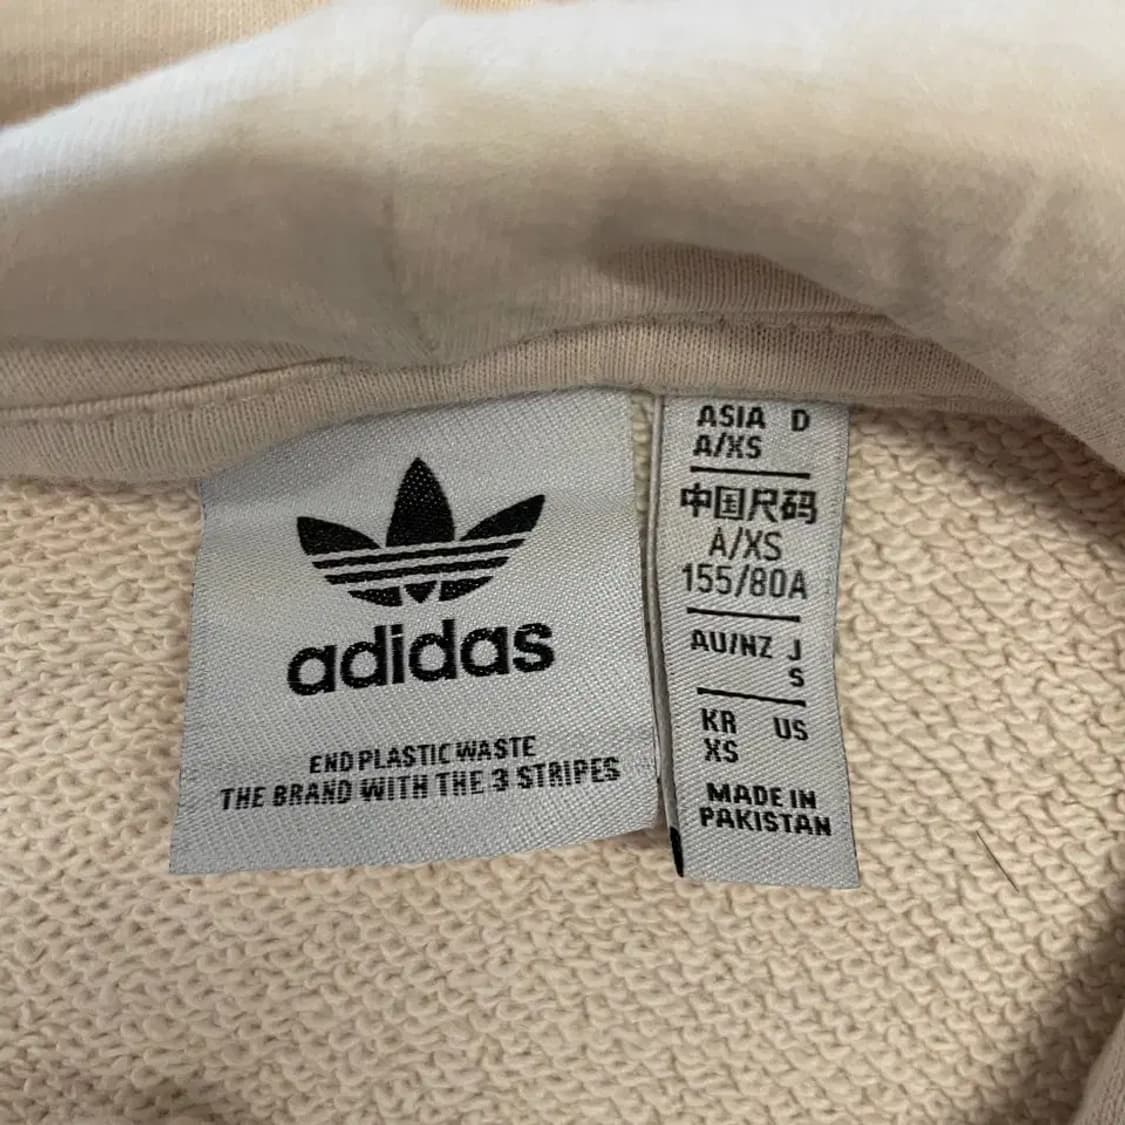 adidas
END PLASTIC WASTE
THE BRAND WITH THE 3 STRIPES
ASIA D
A/XS
中国尺码
A/XS
155/80A
AU/NZ J
S
KR US
XS
MADE IN
PAKISTAN